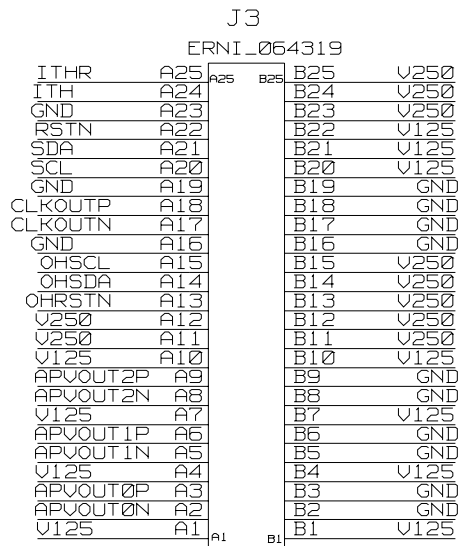 J3
ERNI_064319
ITHR A25 A25 B25 B25 V250
ITH A24 B24 V250
GND A23 B23 V250
RSTN A22 B22 V125
SDA A21 B21 V125
SCL A20 B20 V125
GND A19 B19 GND
CLKOUTP A18 B18 GND
CLKOUTN A17 B17 GND
GND A16 B16 GND
OHSCL A15 B15 V250
OHSDA A14 B14 V250
OHRSTN A13 B13 V250
V250 A12 B12 V250
V250 A11 B11 V250
V125 A10 B10 V125
APVOUT2P A9 B9 GND
APVOUT2N A8 B8 GND
V125 A7 B7 V125
APVOUT1P A6 B6 GND
APVOUT1N A5 B5 GND
V125 A4 B4 V125
APVOUT0P A3 B3 GND
APVOUT0N A2 B2 GND
V125 A1 A1 B1 B1 V125